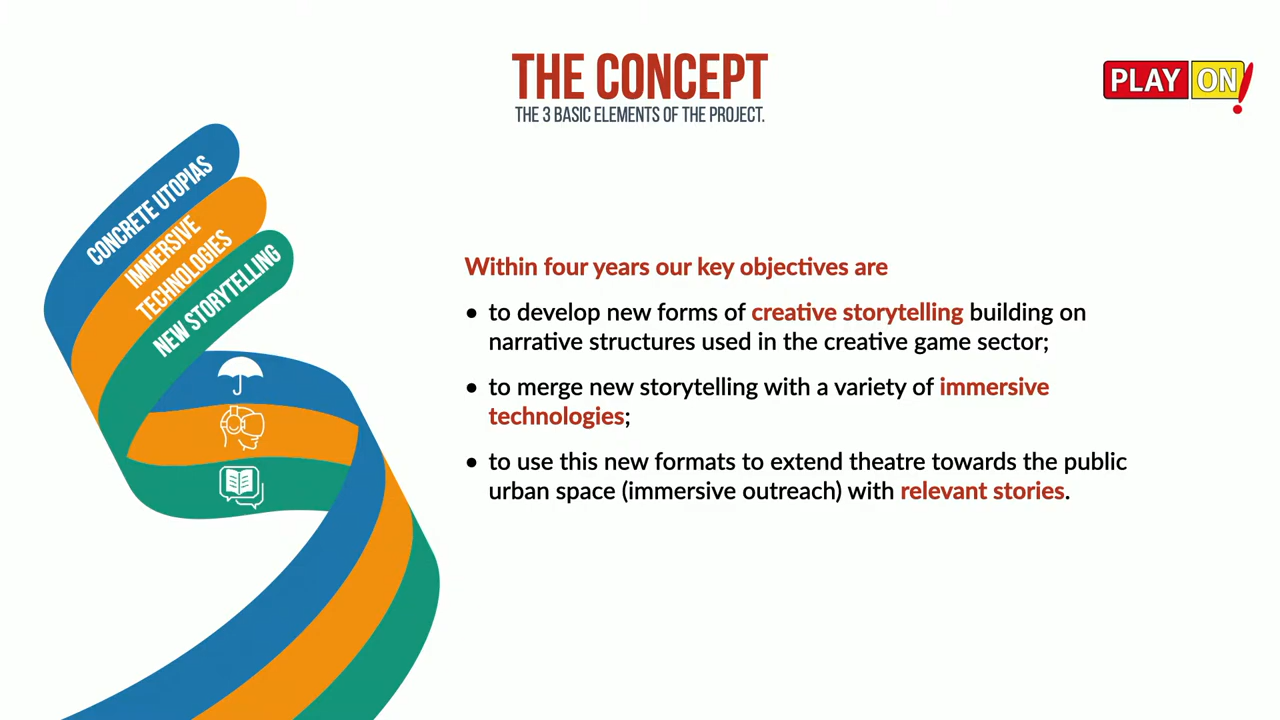 THE CONCEPT
THE 3 BASIC ELEMENTS OF THE PROJECT.
PLAY ON!
CONCRETE UTOPIAS
IMMERSIVE
TECHNOLOGIES
NEW STORYTELLING
Within four years our key objectives are
• to develop new forms of creative storytelling building on
narrative structures used in the creative game sector;
• to merge new storytelling with a variety of immersive
technologies;
• to use this new formats to extend theatre towards the public
urban space (immersive outreach) with relevant stories.